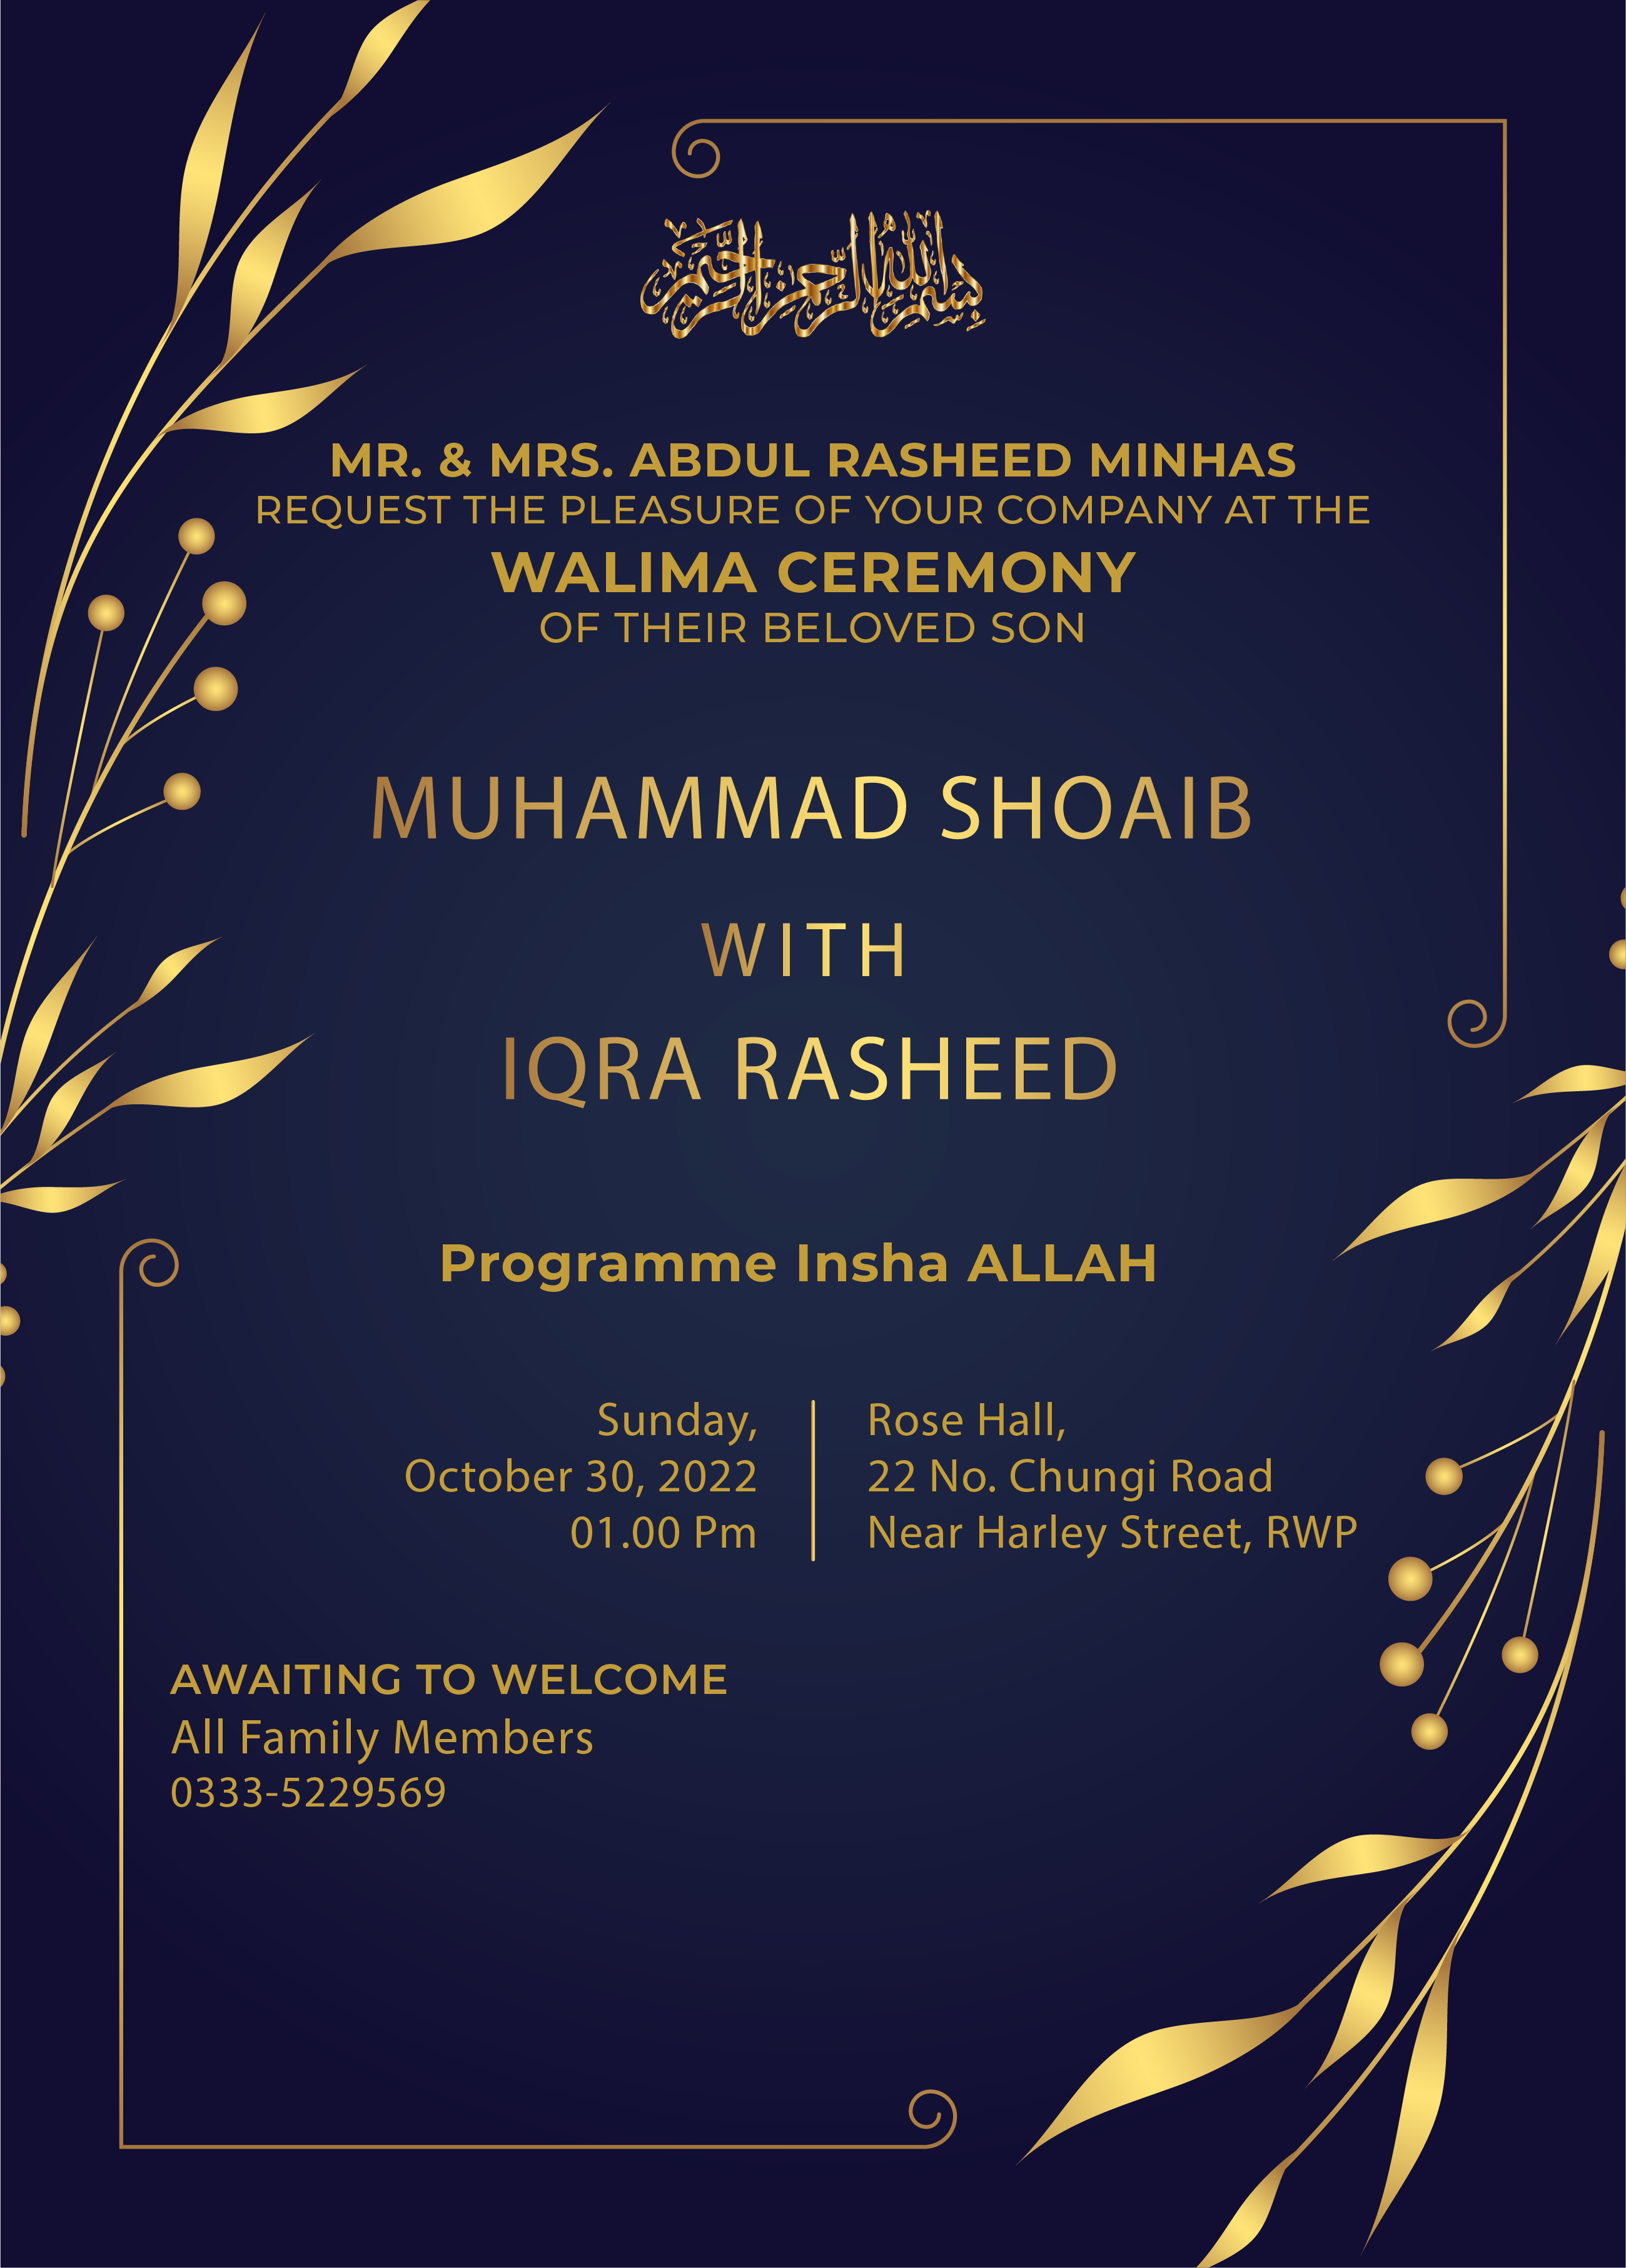 بسم الله الرحمن الرحيم
MR. & MRS. ABDUL RASHEED MINHAS
REQUEST THE PLEASURE OF YOUR COMPANY AT THE
WALIMA CEREMONY
OF THEIR BELOVED SON
MUHAMMAD SHOAIB
WITH
IQRA RASHEED
Programme Insha ALLAH
Sunday,
October 30, 2022
01.00 Pm
Rose Hall,
22 No. Chungi Road
Near Harley Street, RWP
AWAITING TO WELCOME
All Family Members
0333-5229569